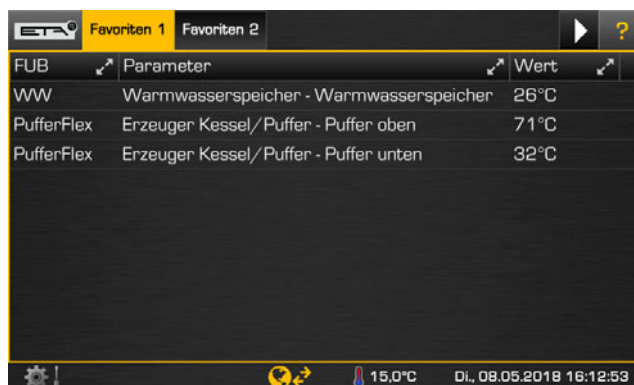 ETA Favoriten 1 Favoriten 2 ?
FUB Parameter Wert
WW Warmwasserspeicher - Warmwasserspeicher 26°C
PufferFlex Erzeuger Kessel/Puffer - Puffer oben 71°C
PufferFlex Erzeuger Kessel/Puffer - Puffer unten 32°C
! 15,0°C Di., 08.05.2018 16:12:53